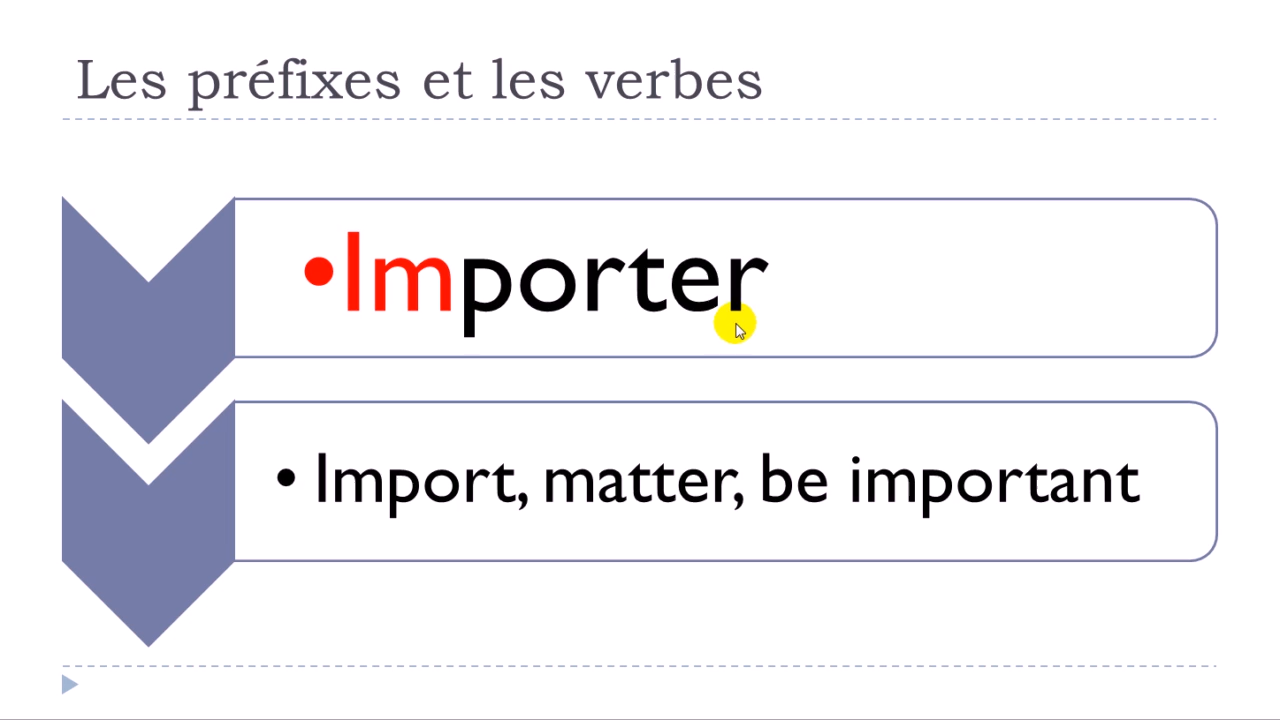 Les préfixes et les verbes
•Importer
• Import, matter, be important